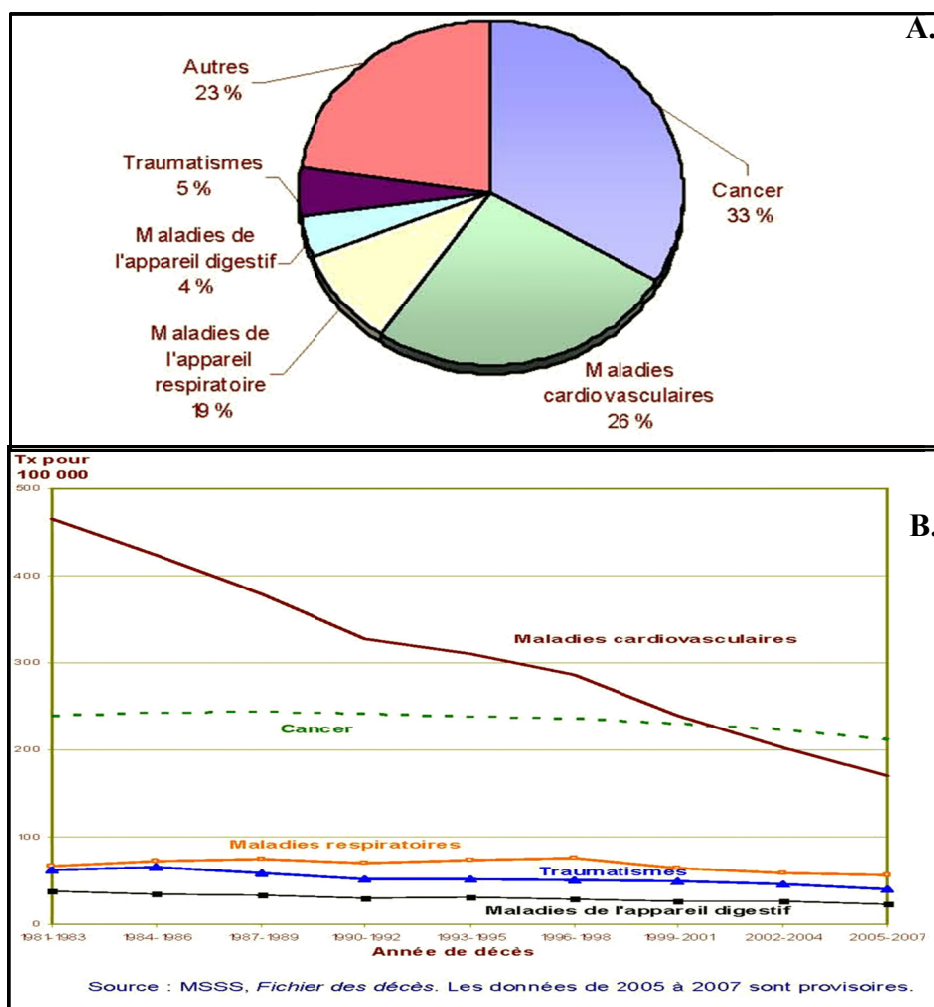 A.
Autres
23 %
Traumatismes
5 %
Maladies de
l'appareil digestif
4 %
Maladies de
l'appareil
respiratoire
19 %
Cancer
33 %
Maladies
cardiovasculaires
26 %
B.
Tx pour
100 000
500
400
300
200
100
0
Maladies cardiovasculaires
Cancer
Maladies respiratoires
Traumatismes
Maladies de l'appareil digestif
1981-1983 1984-1986 1987-1989 1990-1992 1993-1995 1996-1998 1999-2001 2002-2004 2005-2007
Année de décès
Source : MSSS, Fichier des décès. Les données de 2005 à 2007 sont provisoires.